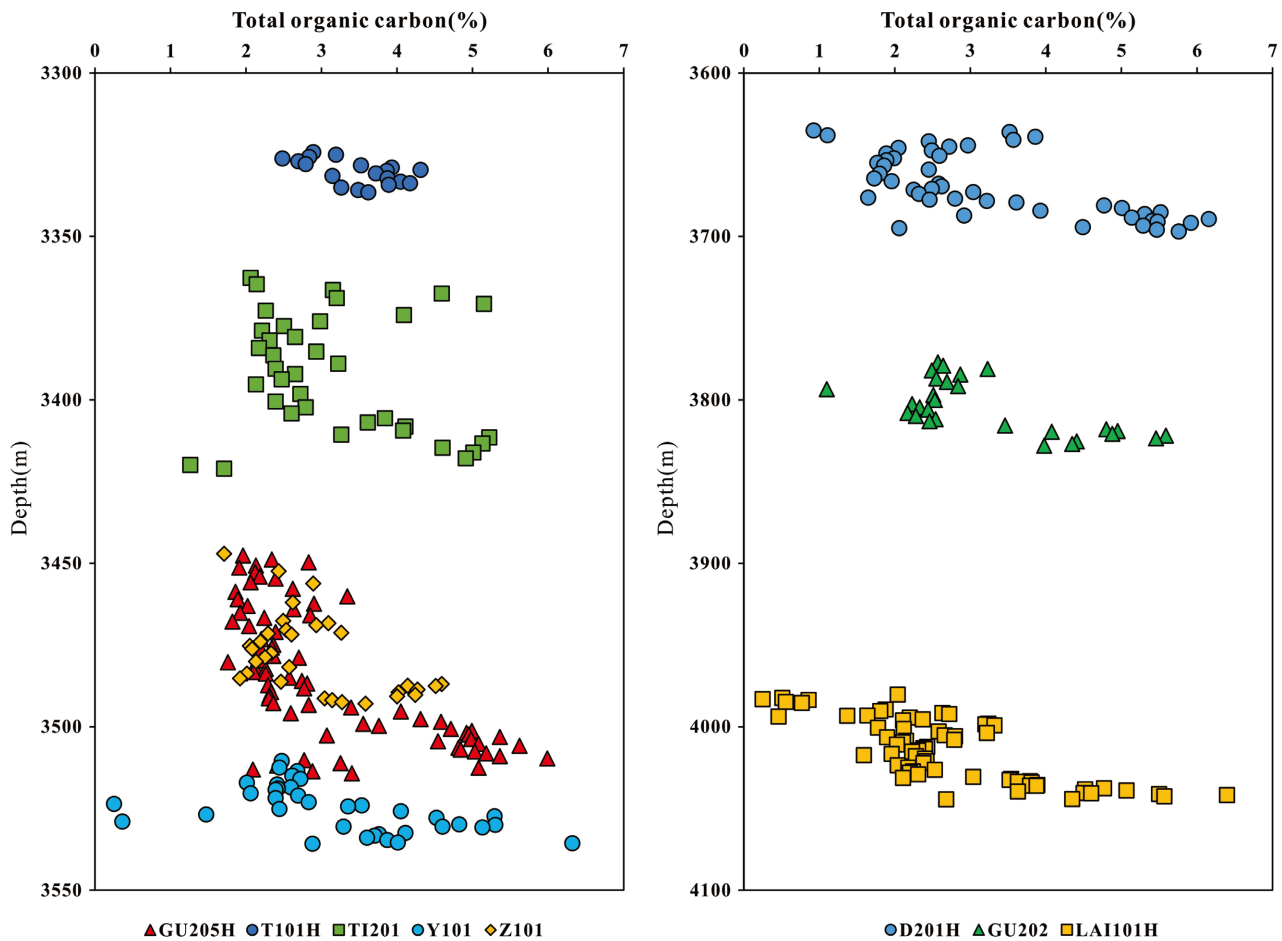 Total organic carbon(%)
0 1 2 3 4 5 6 7
3300
3350
3400
3450
3500
3550
Depth(m)
GU205H T101H TI201 Y101 Z101
Total organic carbon(%)
0 1 2 3 4 5 6 7
3600
3700
3800
3900
4000
4100
Depth(m)
D201H GU202 LAI101H